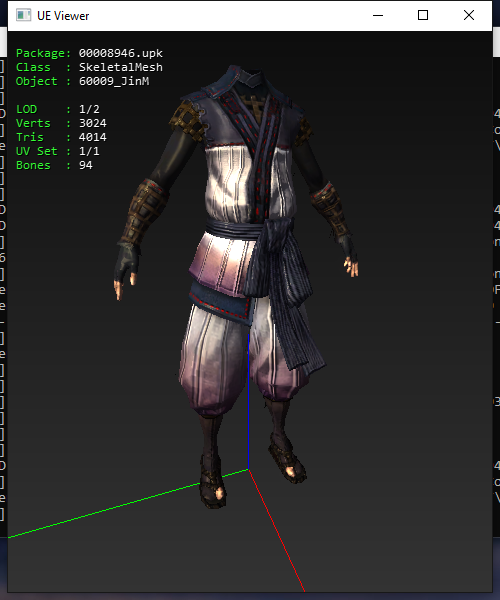 UE Viewer
Package: 00008946.upk
Class  : SkeletalMesh
Object : 60009_JinM
LOD    : 1/2
Verts  : 3024
Tris   : 4014
UV Set : 1/1
Bones  : 94